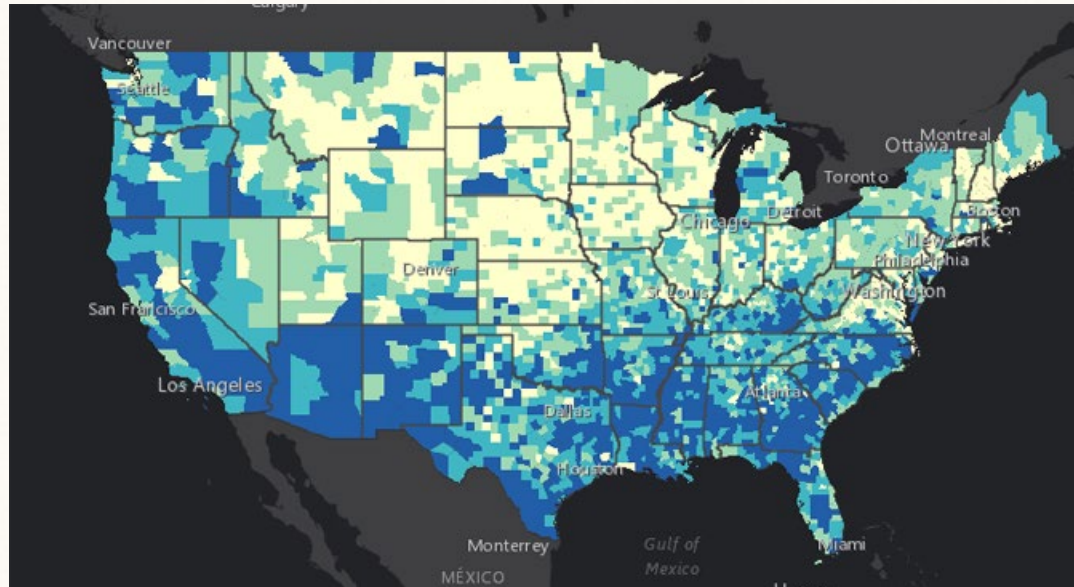 Calgary
Vancouver
Seattle
Montreal
Ottawa
Toronto
Boston
Chicago
Detroit
New York
Denver
Philadelphia
St Louis
Washington
San Francisco
Los Angeles
Atlanta
Dallas
Houston
Monterrey
Gulf of
Mexico
Miami
MÉXICO